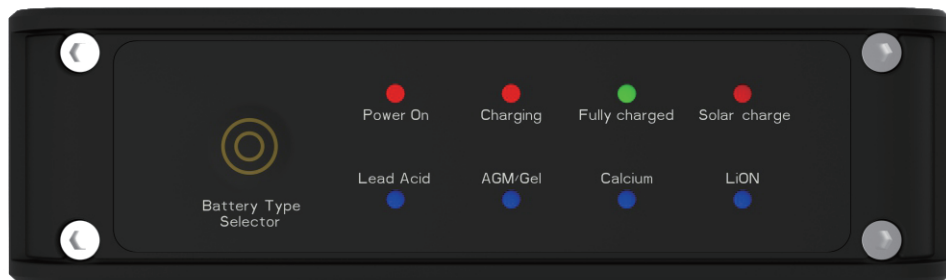 Power On Charging Fully charged Solar charge
Lead Acid AGM/Gel Calcium LiON
Battery Type
Selector